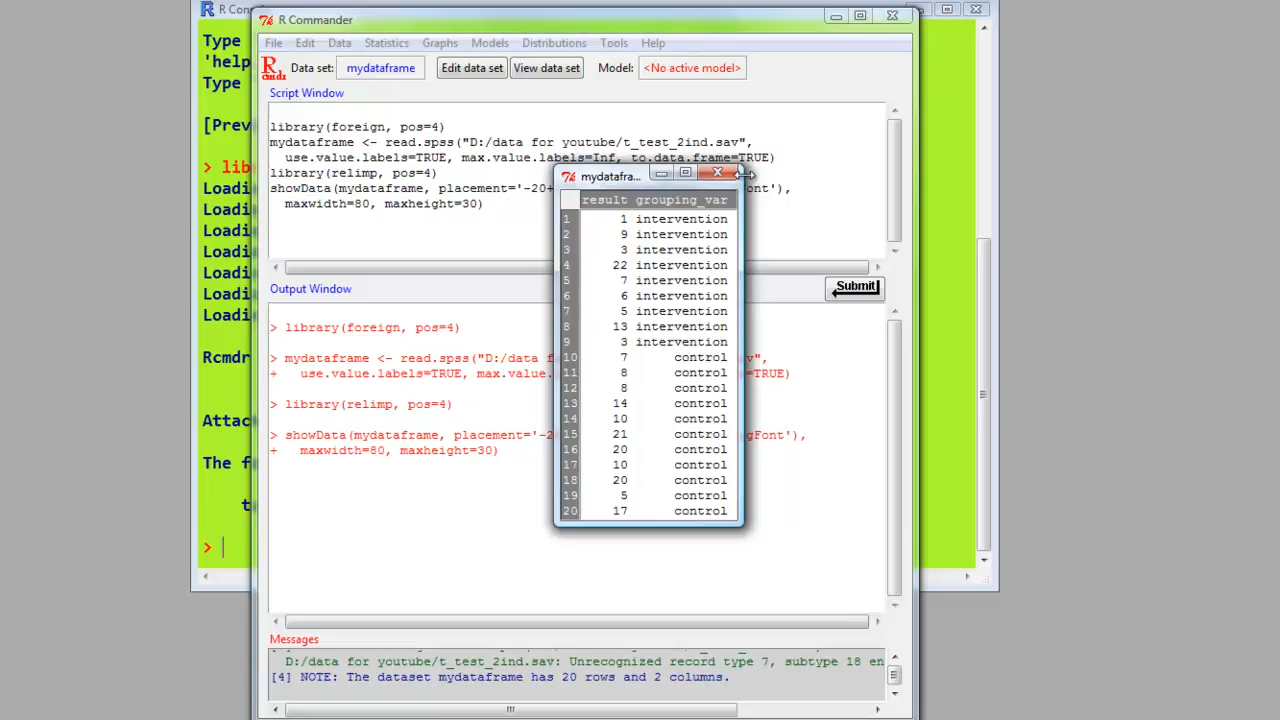 R Con
R Commander
File Edit Data Statistics Graphs Models Distributions Tools Help
R cmdr Data set: mydataframe Edit data set View data set Model: <No active model>
Script Window
library(foreign, pos=4)
mydataframe <- read.spss("D:/data for youtube/t_test_2ind.sav",
use.value.labels=TRUE, max.value.labels=Inf, to.data.frame=TRUE)
library(relimp, pos=4)
showData(mydataframe, placement='-20+ gFont'),
maxwidth=80, maxheight=30)
Submit
Output Window
> library(foreign, pos=4)
> mydataframe <- read.spss("D:/data f v",
+ use.value.labels=TRUE, max.value. =TRUE)
> library(relimp, pos=4)
> showData(mydataframe, placement='-2 gFont'),
+ maxwidth=80, maxheight=30)
Messages
D:/data for youtube/t_test_2ind.sav: Unrecognized record type 7, subtype 18 en
[4] NOTE: The dataset mydataframe has 20 rows and 2 columns.
mydatafra...
result grouping_var
1 1 intervention
2 9 intervention
3 3 intervention
4 22 intervention
5 7 intervention
6 6 intervention
7 5 intervention
8 13 intervention
9 3 intervention
10 7 control
11 8 control
12 8 control
13 14 control
14 10 control
15 21 control
16 20 control
17 10 control
18 20 control
19 5 control
20 17 control
Type
'help
Type
[Prev
> lib
Loadi
Loadi
Loadi
Loadi
Loadi
Loadi
Loadi
Rcmdr
Attac
The f
t
>